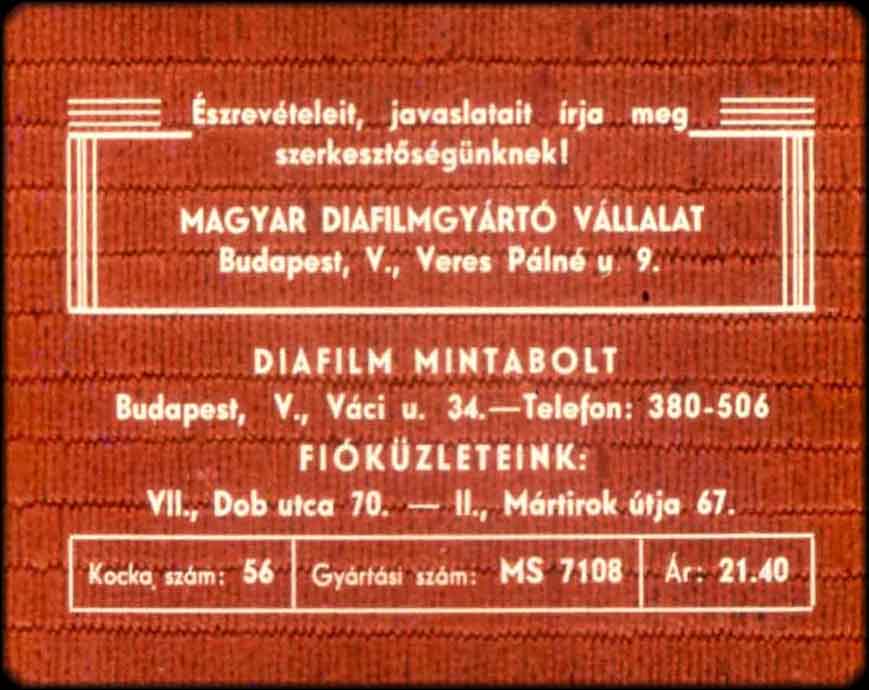 Észrevételeit, javaslatait írja meg
szerkesztőségünknek!
MAGYAR DIAFILMGYÁRTÓ VÁLLALAT
Budapest, V., Veres Pálné u. 9.
DIAFILM MINTABOLT
Budapest, V., Váci u. 34.—Telefon: 380-506
FIÓKÜZLETEINK:
VII., Dob utca 70. — II., Mártirok útja 67.
Kocka szám: 56 Gyártási szám: MS 7108 Ár: 21.40